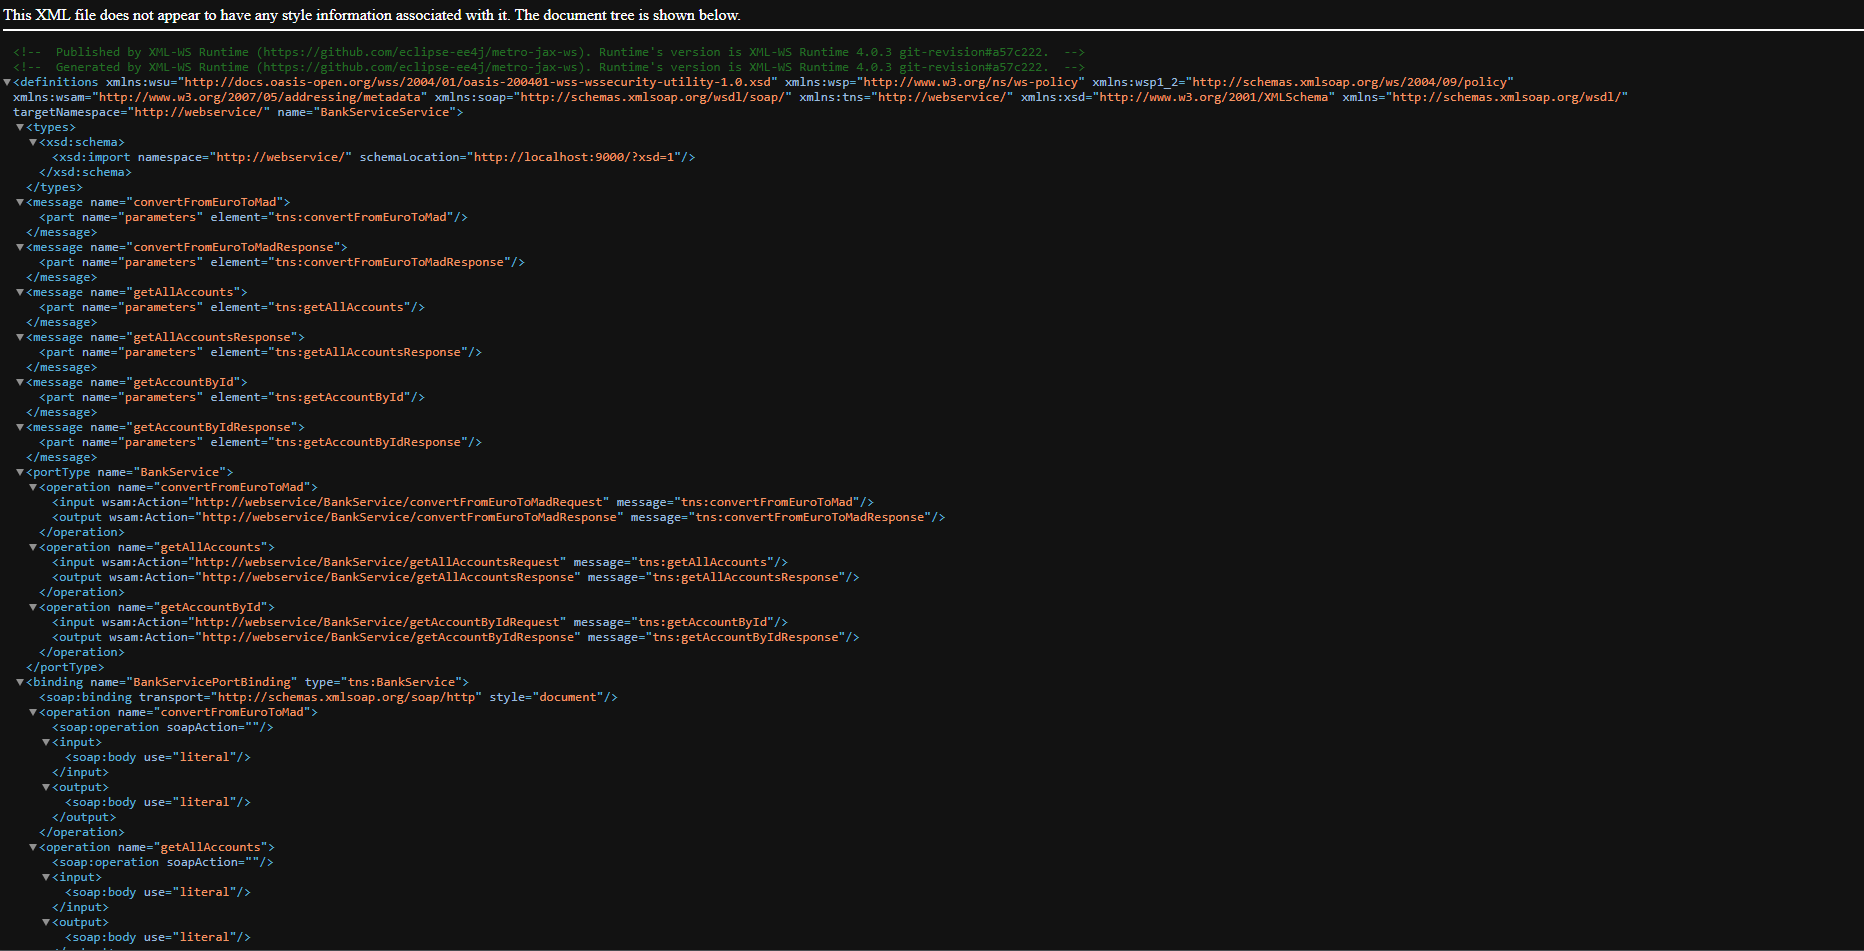 This XML file does not appear to have any style information associated with it. The document tree is shown below.
<!-- Published by XML-WS Runtime (https://github.com/eclipse-ee4j/metro-jax-ws). Runtime's version is XML-WS Runtime 4.0.3 git-revision#a57c222. -->
<!-- Generated by XML-WS Runtime (https://github.com/eclipse-ee4j/metro-jax-ws). Runtime's version is XML-WS Runtime 4.0.3 git-revision#a57c222. -->
▼<definitions xmlns:wsu="http://docs.oasis-open.org/wss/2004/01/oasis-200401-wss-wssecurity-utility-1.0.xsd" xmlns:wsp="http://www.w3.org/ns/ws-policy" xmlns:wsp1_2="http://schemas.xmlsoap.org/ws/2004/09/policy"
xmlns:wsam="http://www.w3.org/2007/05/addressing/metadata" xmlns:soap="http://schemas.xmlsoap.org/wsdl/soap/" xmlns:tns="http://webservice/" xmlns:xsd="http://www.w3.org/2001/XMLSchema" xmlns="http://schemas.xmlsoap.org/wsdl/"
targetNamespace="http://webservice/" name="BankServiceService">
▼<types>
▼<xsd:schema>
<xsd:import namespace="http://webservice/" schemaLocation="http://localhost:9000/?xsd=1"/>
</xsd:schema>
</types>
▼<message name="convertFromEuroToMad">
<part name="parameters" element="tns:convertFromEuroToMad"/>
</message>
▼<message name="convertFromEuroToMadResponse">
<part name="parameters" element="tns:convertFromEuroToMadResponse"/>
</message>
▼<message name="getAllAccounts">
<part name="parameters" element="tns:getAllAccounts"/>
</message>
▼<message name="getAllAccountsResponse">
<part name="parameters" element="tns:getAllAccountsResponse"/>
</message>
▼<message name="getAccountById">
<part name="parameters" element="tns:getAccountById"/>
</message>
▼<message name="getAccountByIdResponse">
<part name="parameters" element="tns:getAccountByIdResponse"/>
</message>
▼<portType name="BankService">
▼<operation name="convertFromEuroToMad">
<input wsam:Action="http://webservice/BankService/convertFromEuroToMadRequest" message="tns:convertFromEuroToMad"/>
<output wsam:Action="http://webservice/BankService/convertFromEuroToMadResponse" message="tns:convertFromEuroToMadResponse"/>
</operation>
▼<operation name="getAllAccounts">
<input wsam:Action="http://webservice/BankService/getAllAccountsRequest" message="tns:getAllAccounts"/>
<output wsam:Action="http://webservice/BankService/getAllAccountsResponse" message="tns:getAllAccountsResponse"/>
</operation>
▼<operation name="getAccountById">
<input wsam:Action="http://webservice/BankService/getAccountByIdRequest" message="tns:getAccountById"/>
<output wsam:Action="http://webservice/BankService/getAccountByIdResponse" message="tns:getAccountByIdResponse"/>
</operation>
</portType>
▼<binding name="BankServicePortBinding" type="tns:BankService">
<soap:binding transport="http://schemas.xmlsoap.org/soap/http" style="document"/>
▼<operation name="convertFromEuroToMad">
<soap:operation soapAction=""/>
▼<input>
<soap:body use="literal"/>
</input>
▼<output>
<soap:body use="literal"/>
</output>
</operation>
▼<operation name="getAllAccounts">
<soap:operation soapAction=""/>
▼<input>
<soap:body use="literal"/>
</input>
▼<output>
<soap:body use="literal"/>